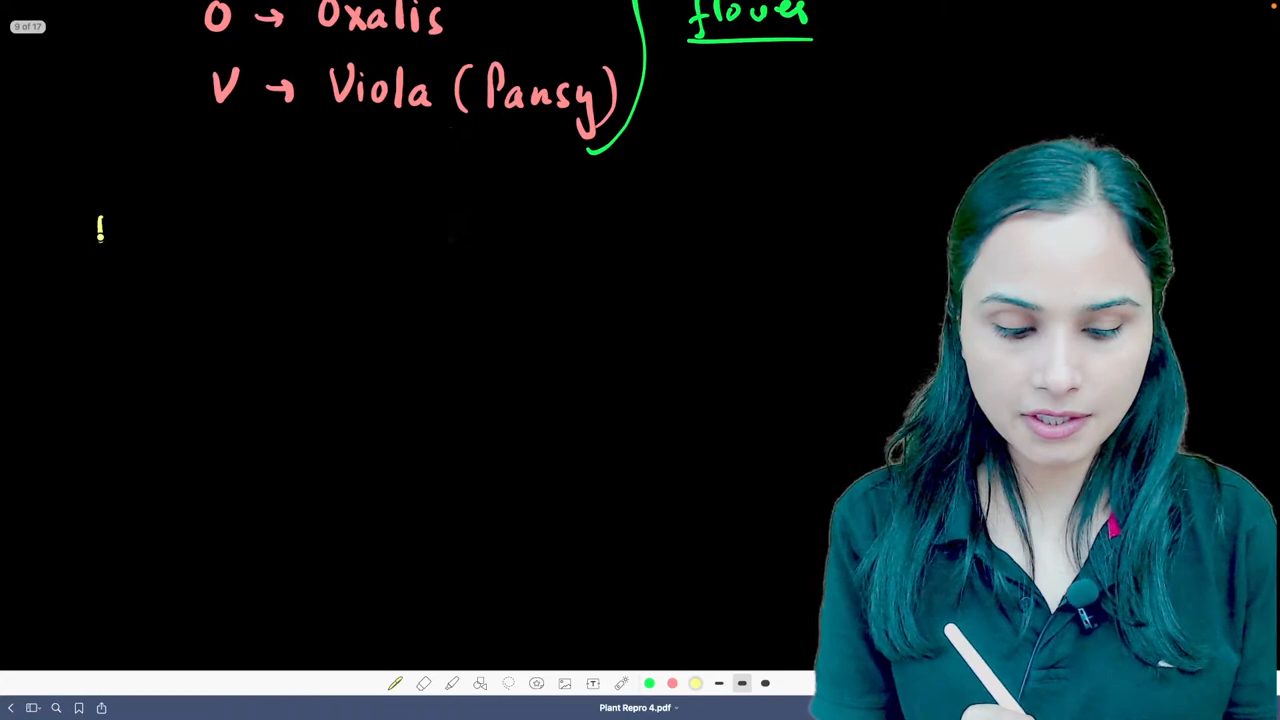 9 of 17
O → Oxalis
flower
V → Viola (Pansy)
Plant Repro 4.pdf